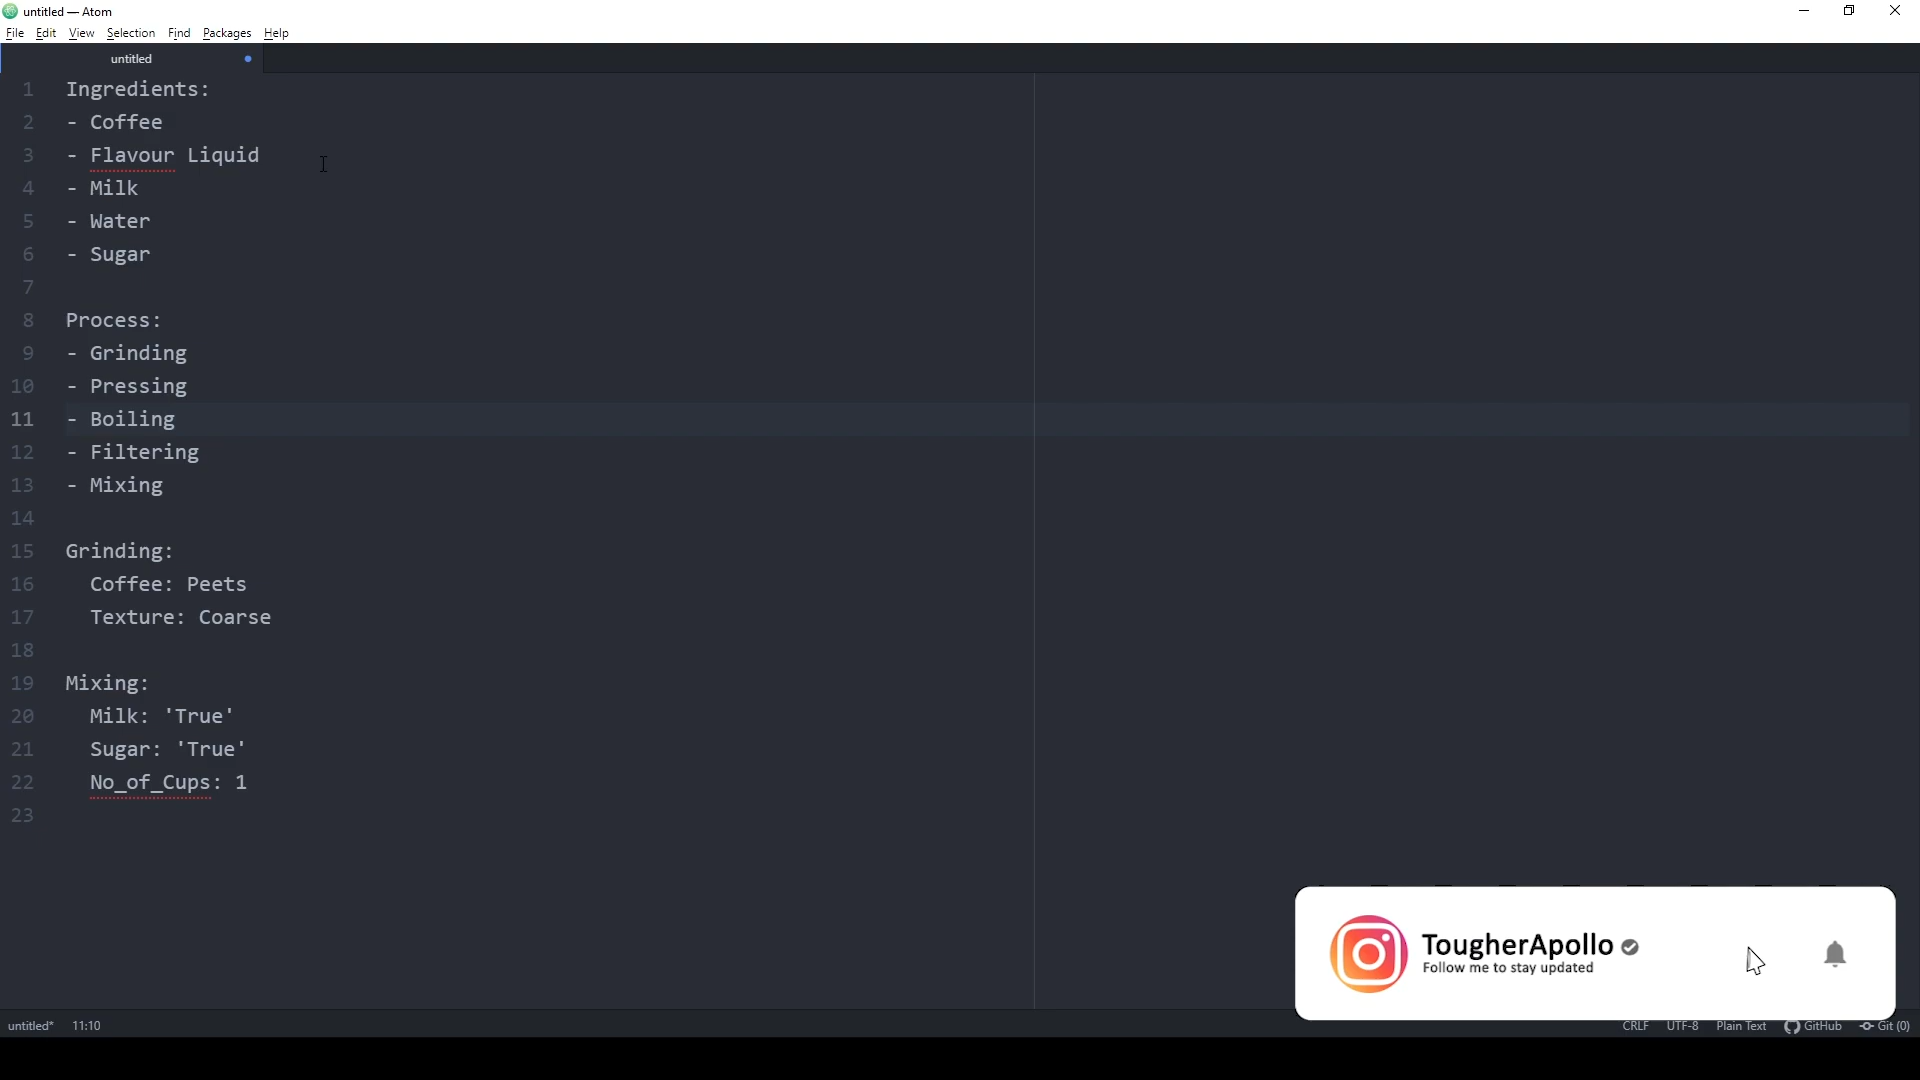 untitled — Atom
File Edit View Selection Find Packages Help
untitled
1 Ingredients:
2 - Coffee
3 - Flavour Liquid
4 - Milk
5 - Water
6 - Sugar
7
8 Process:
9 - Grinding
10 - Pressing
11 - Boiling
12 - Filtering
13 - Mixing
14
15 Grinding:
16 Coffee: Peets
17 Texture: Coarse
18
19 Mixing:
20 Milk: 'True'
21 Sugar: 'True'
22 No_of_Cups: 1
23
TougherApollo
Follow me to stay updated
untitled* 11:10 CRLF UTF-8 Plain Text GitHub Git (0)